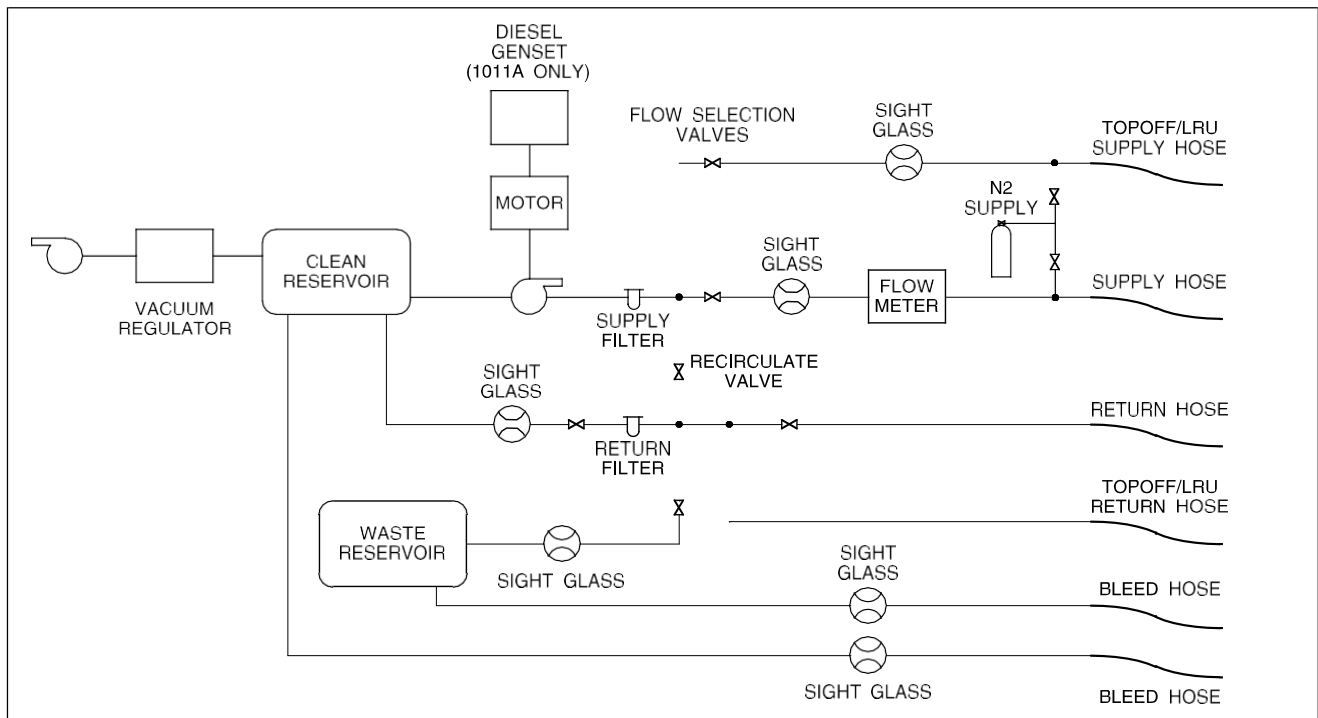 DIESEL
GENSET
(1011A ONLY)
FLOW SELECTION
VALVES
SIGHT
GLASS
TOPOFF/LRU
SUPPLY HOSE
MOTOR
N2
SUPPLY
CLEAN
RESERVOIR
VACUUM
REGULATOR
SIGHT
GLASS
FLOW
METER
SUPPLY HOSE
SUPPLY
FILTER
RECIRCULATE
VALVE
SIGHT
GLASS
RETURN HOSE
RETURN
FILTER
TOPOFF/LRU
RETURN HOSE
WASTE
RESERVOIR
SIGHT GLASS
SIGHT
GLASS
BLEED HOSE
SIGHT GLASS
BLEED HOSE